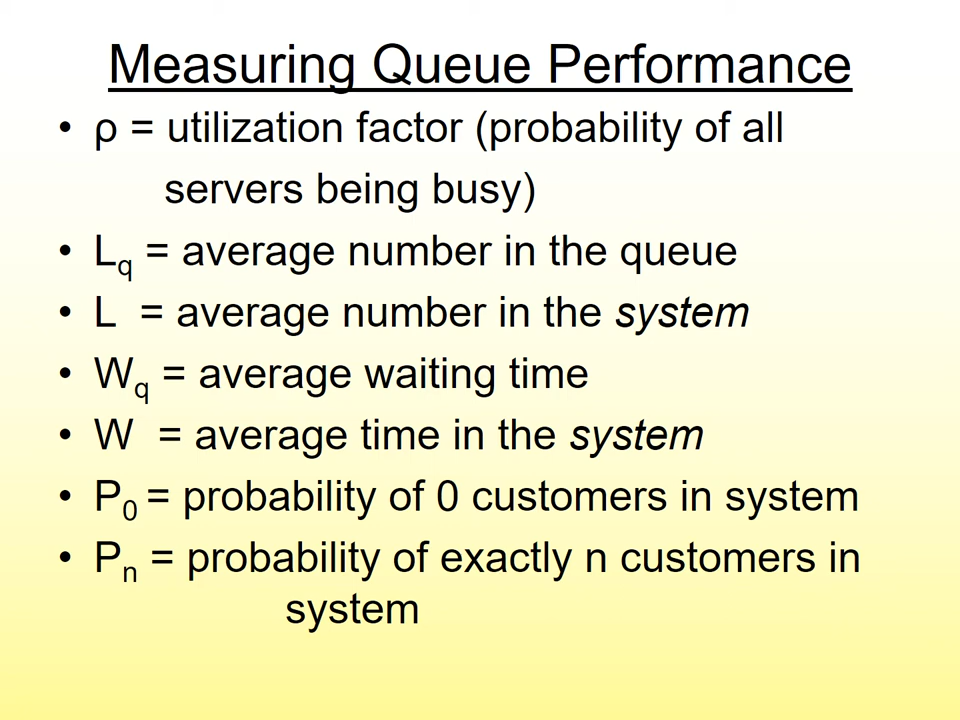 Measuring Queue Performance
• ρ = utilization factor (probability of all
servers being busy)
• Lq = average number in the queue
• L = average number in the system
• Wq = average waiting time
• W = average time in the system
• P0 = probability of 0 customers in system
• Pn = probability of exactly n customers in
system